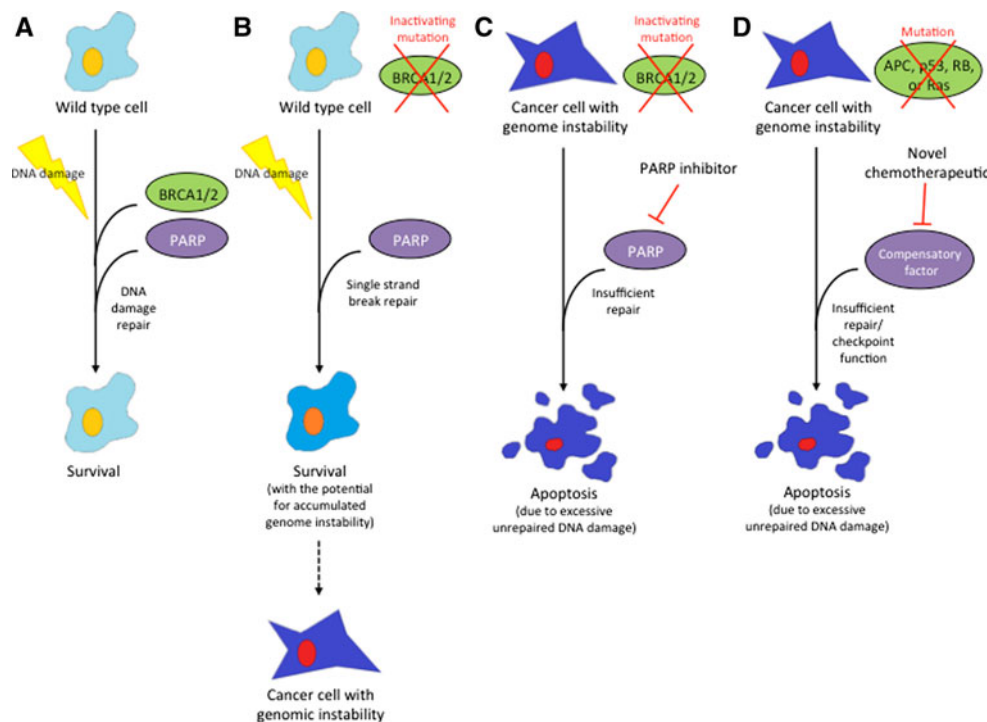 A
Wild type cell
DNA damage
BRCA1/2
PARP
DNA
damage
repair
Survival
B
Inactivating
mutation
BRCA1/2
Wild type cell
DNA damage
PARP
Single strand
break repair
Survival
(with the potential
for accumulated
genome instability)
Cancer cell with
genomic instability
C
Inactivating
mutation
BRCA1/2
Cancer cell with
genome instability
PARP inhibitor
PARP
Insufficient
repair
Apoptosis
(due to excessive
unrepaired DNA damage)
D
Mutation
APC, p53, RB,
or Ras
Cancer cell with
genome instability
Novel
chemotherapeutic
Compensatory
factor
Insufficient
repair/
checkpoint
function
Apoptosis
(due to excessive
unrepaired DNA damage)